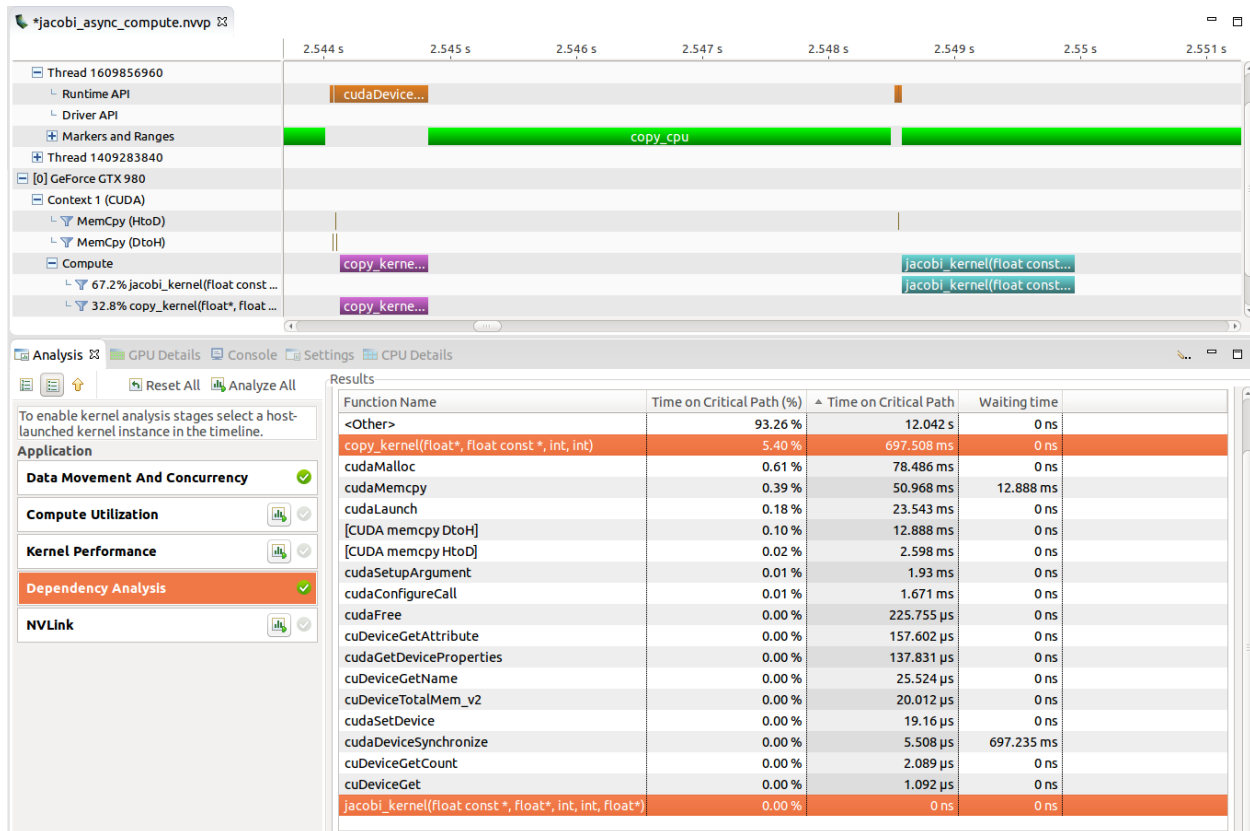 *jacobi_async_compute.nvvp
2.544 s 2.545 s 2.546 s 2.547 s 2.548 s 2.549 s 2.55 s 2.551 s
Thread 1609856960
Runtime API cudaDevice...
Driver API
Markers and Ranges copy_cpu
Thread 1409283840
[0] GeForce GTX 980
Context 1 (CUDA)
MemCpy (HtoD)
MemCpy (DtoH)
Compute copy_kerne... jacobi_kernel(float const...
67.2% jacobi_kernel(float const ... jacobi_kernel(float const...
32.8% copy_kernel(float*, float ... copy_kerne...
Analysis GPU Details Console Settings CPU Details
Reset All Analyze All
To enable kernel analysis stages select a host-
launched kernel instance in the timeline.
Application
Data Movement And Concurrency
Compute Utilization
Kernel Performance
Dependency Analysis
NVLink
Results
Function Name Time on Critical Path (%) Time on Critical Path Waiting time
<Other> 93.26 % 12.042 s 0 ns
copy_kernel(float*, float const *, int, int) 5.40 % 697.508 ms 0 ns
cudaMalloc 0.61 % 78.486 ms 0 ns
cudaMemcpy 0.39 % 50.968 ms 12.888 ms
cudaLaunch 0.18 % 23.543 ms 0 ns
[CUDA memcpy DtoH] 0.10 % 12.888 ms 0 ns
[CUDA memcpy HtoD] 0.02 % 2.598 ms 0 ns
cudaSetupArgument 0.01 % 1.93 ms 0 ns
cudaConfigureCall 0.01 % 1.671 ms 0 ns
cudaFree 0.00 % 225.755 µs 0 ns
cuDeviceGetAttribute 0.00 % 157.602 µs 0 ns
cudaGetDeviceProperties 0.00 % 137.831 µs 0 ns
cuDeviceGetName 0.00 % 25.524 µs 0 ns
cuDeviceTotalMem_v2 0.00 % 20.012 µs 0 ns
cudaSetDevice 0.00 % 19.16 µs 0 ns
cudaDeviceSynchronize 0.00 % 5.508 µs 697.235 ms
cuDeviceGetCount 0.00 % 2.089 µs 0 ns
cuDeviceGet 0.00 % 1.092 µs 0 ns
jacobi_kernel(float const *, float*, int, int, float*) 0.00 % 0 ns 0 ns